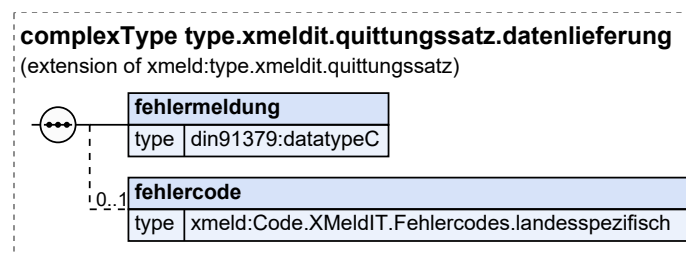 complexType type.xmeldit.quittungssatz.datenlieferung
(extension of xmeld:type.xmeldit.quittungssatz)
fehlermeldung
type din91379:datatypeC
0..1 fehlercode
type xmeld:Code.XMeldIT.Fehlercodes.landesspezifisch